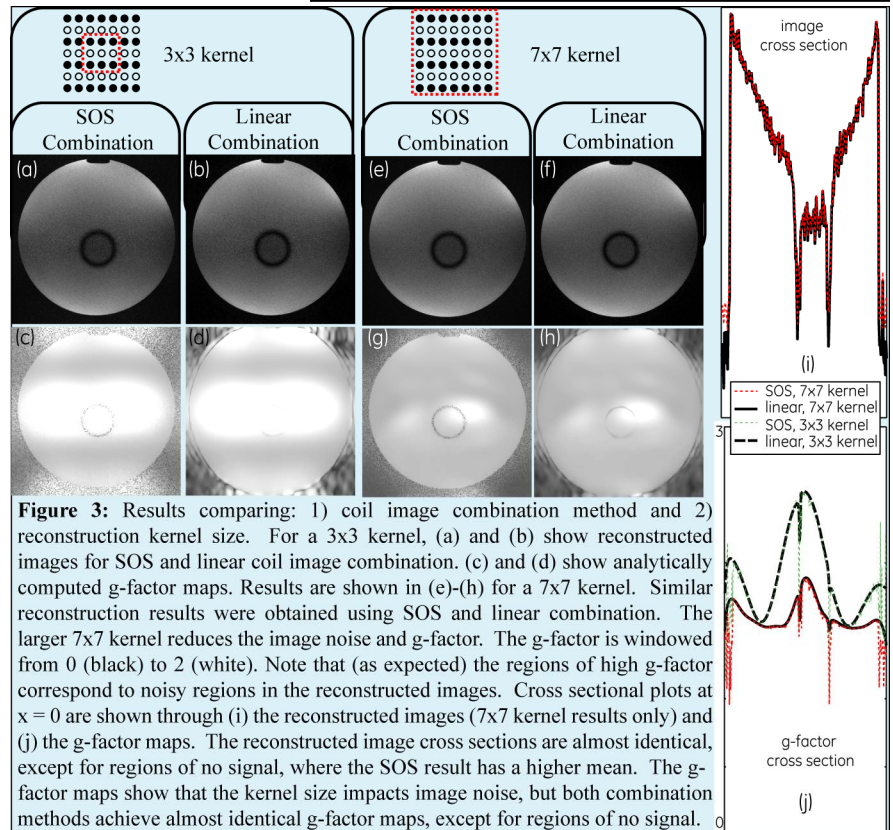 3x3 kernel
7x7 kernel
SOS
Combination
Linear
Combination
SOS
Combination
Linear
Combination
(a)
(b)
(e)
(f)
(c)
(d)
(g)
(h)
Figure 3: Results comparing: 1) coil image combination method and 2)
reconstruction kernel size. For a 3x3 kernel, (a) and (b) show reconstructed
images for SOS and linear coil image combination. (c) and (d) show analytically
computed g-factor maps. Results are shown in (e)-(h) for a 7x7 kernel. Similar
reconstruction results were obtained using SOS and linear combination. The
larger 7x7 kernel reduces the image noise and g-factor. The g-factor is windowed
from 0 (black) to 2 (white). Note that (as expected) the regions of high g-factor
correspond to noisy regions in the reconstructed images. Cross sectional plots at
x = 0 are shown through (i) the reconstructed images (7x7 kernel results only) and
(j) the g-factor maps. The reconstructed image cross sections are almost identical,
except for regions of no signal, where the SOS result has a higher mean. The g-
factor maps show that the kernel size impacts image noise, but both combination
methods achieve almost identical g-factor maps, except for regions of no signal.
image
cross section
(i)
SOS, 7x7 kernel
linear, 7x7 kernel
SOS, 3x3 kernel
linear, 3x3 kernel
3
g-factor
cross section
(j)
0